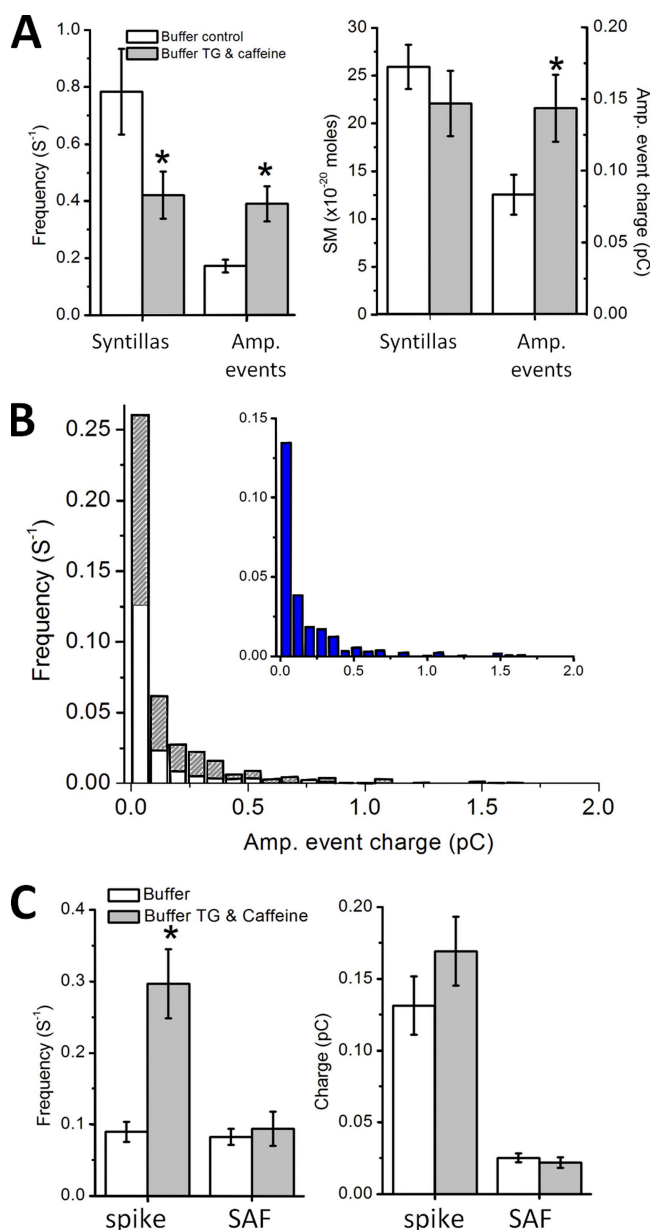 A
Buffer control
Buffer TG & caffeine
Frequency (S⁻¹)
1.0
0.8
0.6
0.4
0.2
0.0
*
*
Syntillas
Amp.
events
SM (x10⁻²⁰ moles)
30
25
20
15
10
5
0
*
0.20
0.15
0.10
0.05
0.00
Amp. event charge
(pC)
Syntillas
Amp.
events
B
Frequency (S⁻¹)
0.25
0.20
0.15
0.10
0.05
0.00
0.0
0.5
1.0
1.5
2.0
Amp. event charge (pC)
0.15
0.10
0.05
0.00
0.0
0.5
1.0
1.5
2.0
C
Buffer
Buffer TG & Caffeine
Frequency (S⁻¹)
0.4
0.3
0.2
0.1
0.0
*
spike
SAF
Charge (pC)
0.20
0.15
0.10
0.05
0.00
spike
SAF